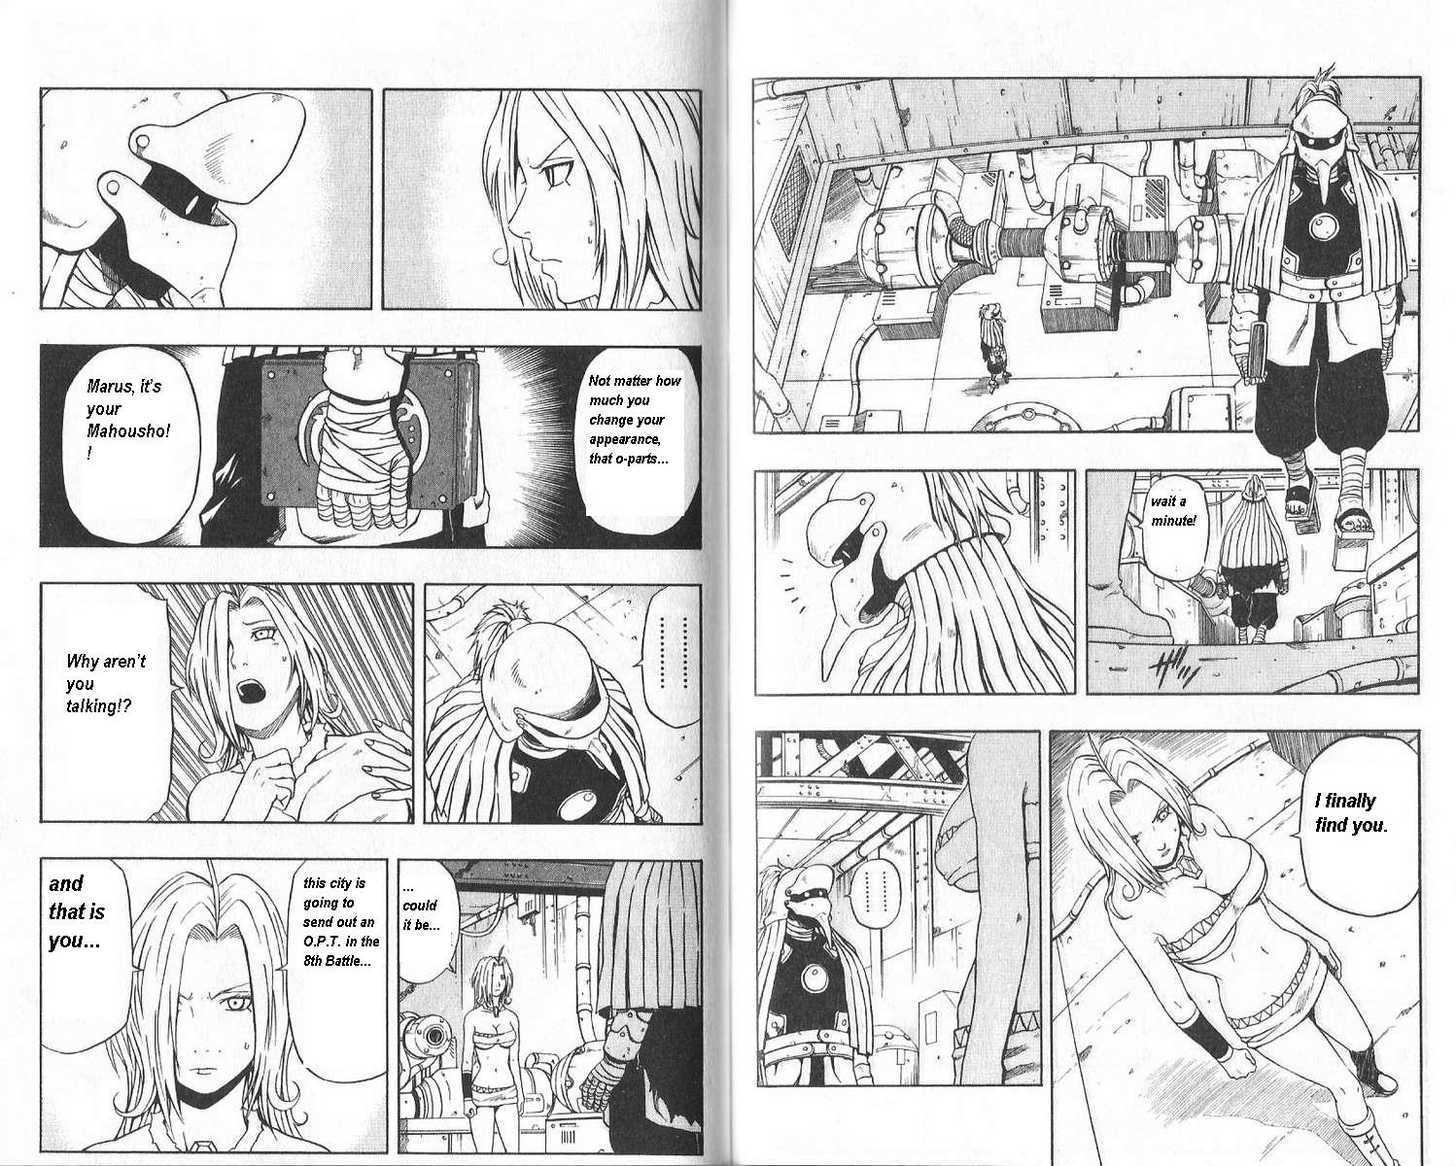 wait a
minute!
I finally
find you.
.........
Not matter how
much you
change your
appearance,
that o-parts...
Marus, it's
your
Mahousho!
!
.........
Why aren't
you
talking!?
...
could
it be...
this city is
going to
send out an
O.P.T. in the
8th Battle...
and
that is
you...